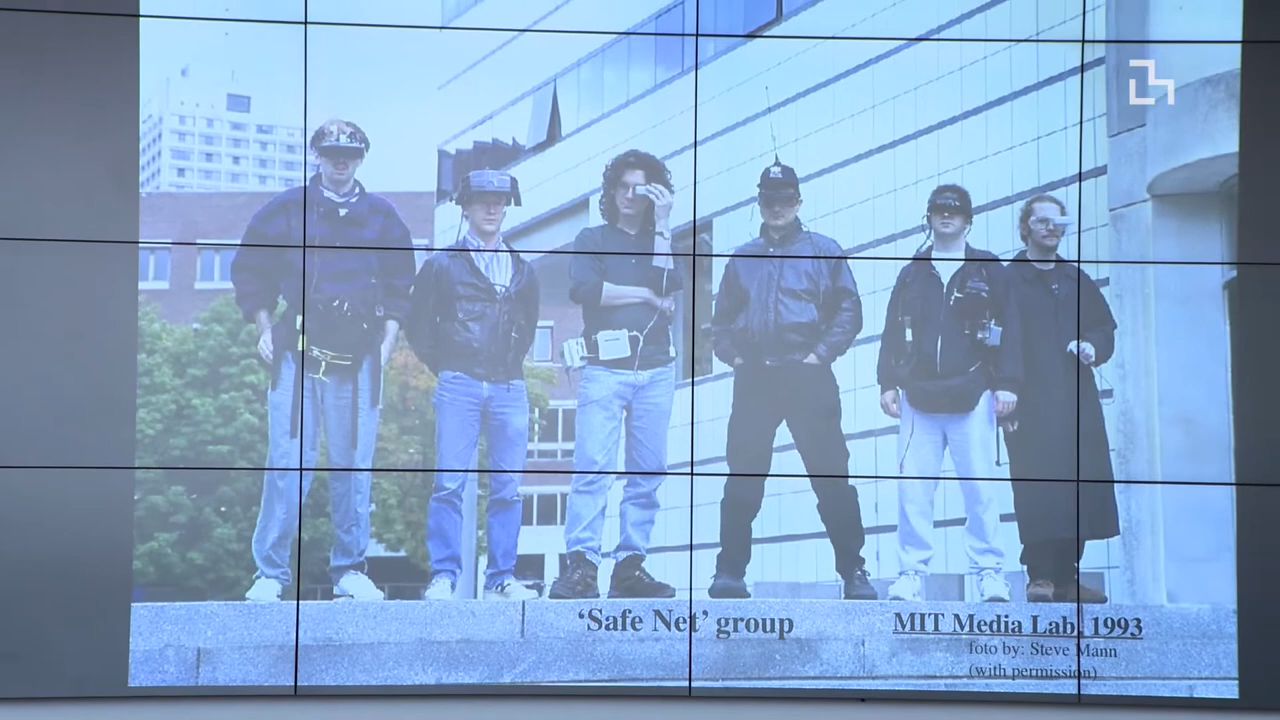 ‘Safe Net’ group
MIT Media Lab, 1993
foto by: Steve Mann
(with permission)